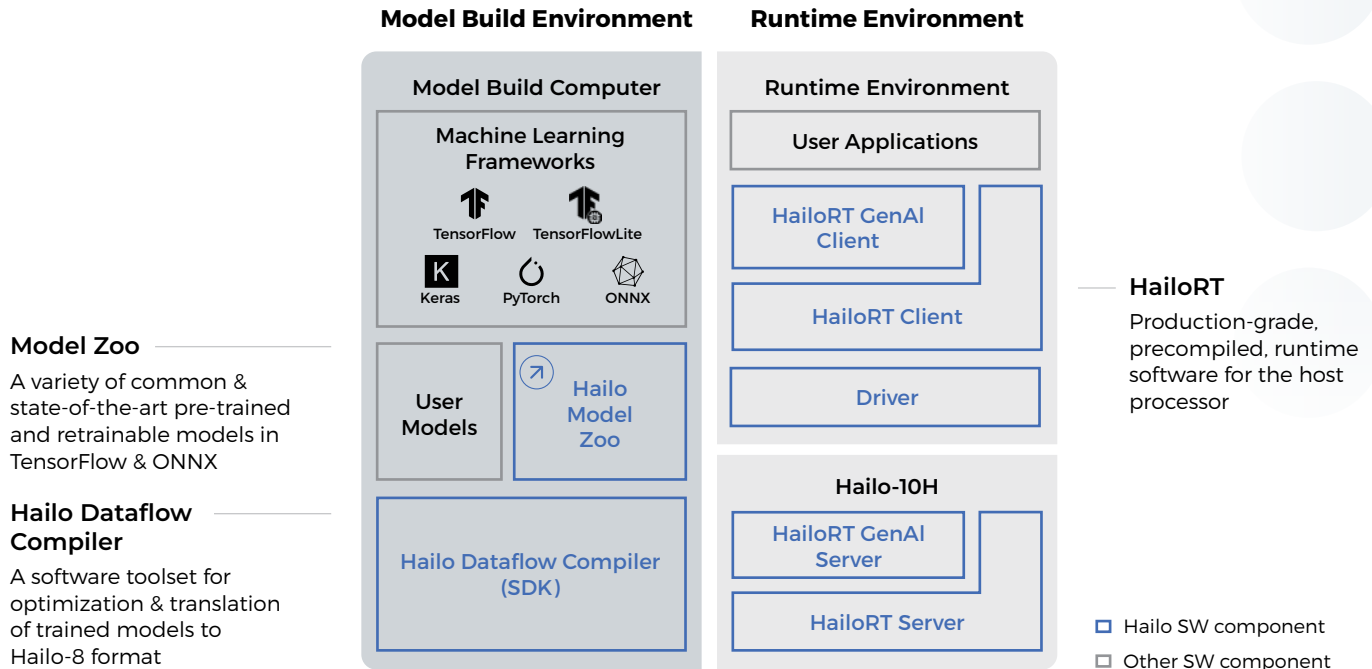 Model Build Environment
Runtime Environment
Model Build Computer
Machine Learning
Frameworks
TensorFlow
TensorFlowLite
K
Keras
PyTorch
ONNX
User
Models
Hailo
Model
Zoo
Hailo Dataflow Compiler
(SDK)
Runtime Environment
User Applications
HailoRT GenAI
Client
HailoRT Client
Driver
Hailo-10H
HailoRT GenAI
Server
HailoRT Server
Model Zoo
A variety of common &
state-of-the-art pre-trained
and retrainable models in
TensorFlow & ONNX
Hailo Dataflow
Compiler
A software toolset for
optimization & translation
of trained models to
Hailo-8 format
HailoRT
Production-grade,
precompiled, runtime
software for the host
processor
Hailo SW component
Other SW component